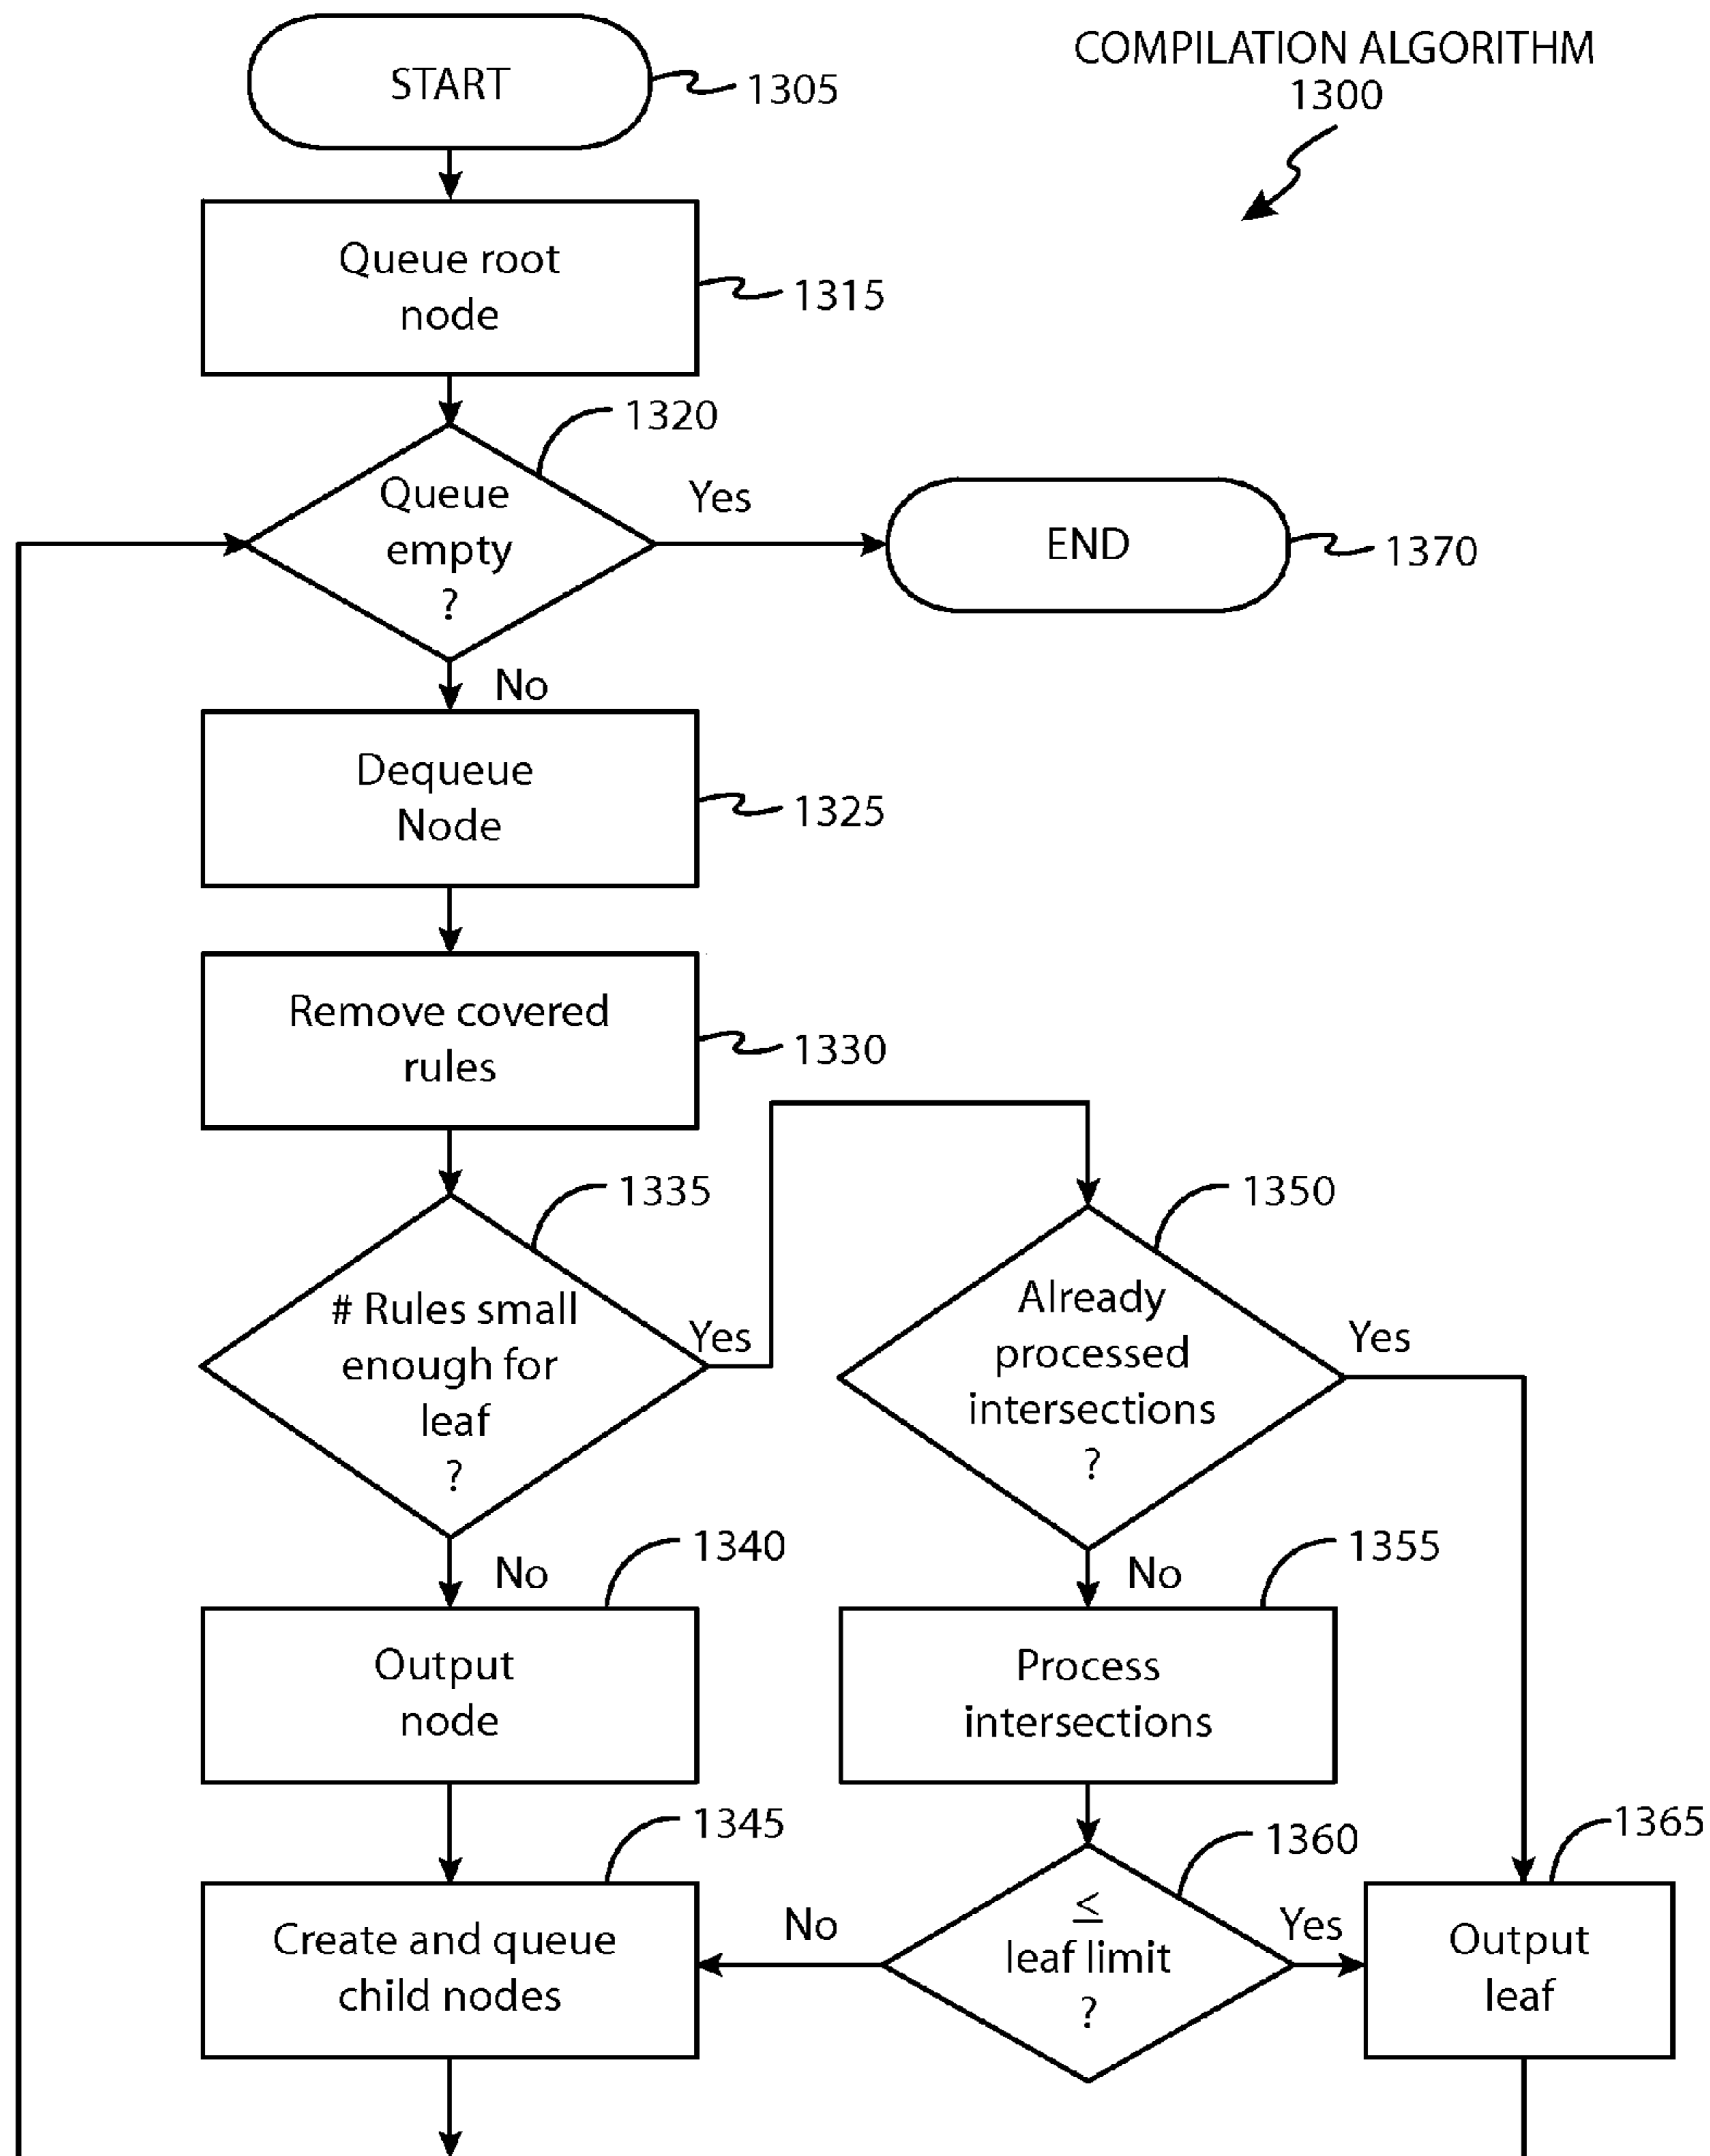 START
1305
COMPILATION ALGORITHM
1300
Queue root
node
1315
1320
Queue
empty
?
Yes
END
1370
No
Dequeue
Node
1325
Remove covered
rules
1330
1335
# Rules small
enough for
leaf
?
Yes
1350
Already
processed
intersections
?
Yes
No
1340
Output
node
No
1355
Process
intersections
1345
Create and queue
child nodes
1360
≤
leaf limit
?
No
Yes
1365
Output
leaf